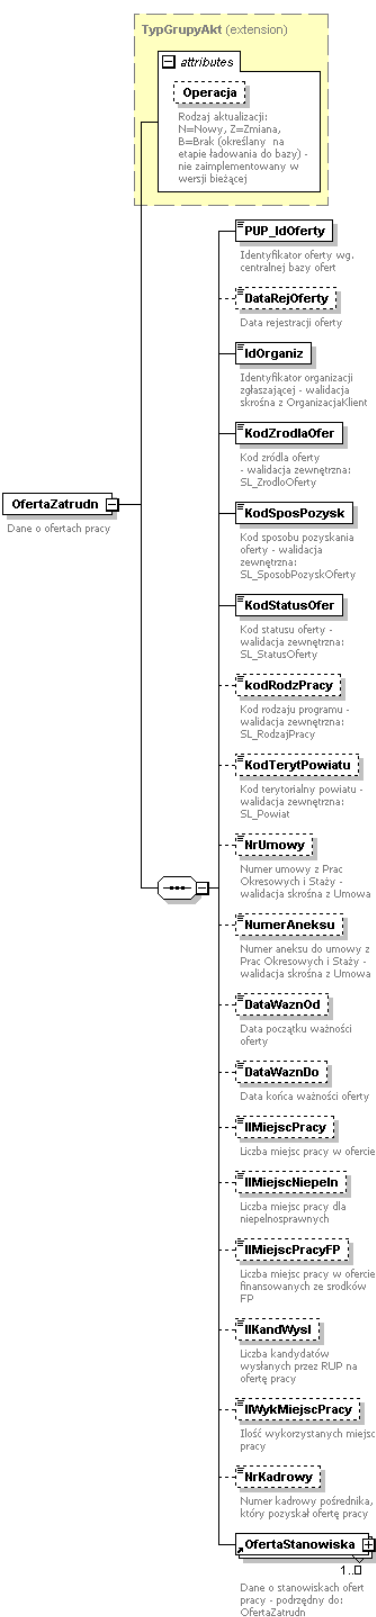 TypGrupyAkt (extension)
attributes
Operacja
Rodzaj aktualizacji:
N=Nowy, Z=Zmiana,
B=Brak (określany na
etapie ładowania do bazy) -
nie zaimplementowany w
wersji bieżącej
PUP_IdOferty
Identyfikator oferty wg.
centralnej bazy ofert
DataRejOferty
Data rejestracji oferty
IdOrganiz
Identyfikator organizacji
zgłaszającej - walidacja
skrośna z OrganizacjaKlient
KodZrodlaOfer
Kod zródla oferty
- walidacja zewnętrzna:
SL_ZrodloOferty
OfertaZatrudn
Dane o ofertach pracy
KodSposPozysk
Kod sposobu pozyskania
oferty - walidacja
zewnętrzna:
SL_SposobPozyskOferty
KodStatusOfer
Kod statusu oferty -
walidacja zewnętrzna:
SL_StatusOferty
kodRodzPracy
Kod rodzaju programu -
walidacja zewnętrzna:
SL_RodzajPracy
KodTerytPowiatu
Kod terytorialny powiatu -
walidacja zewnętrzna:
SL_Powiat
NrUmowy
Numer umowy z Prac
Okresowych i Staży -
walidacja skrośna z Umowa
NumerAneksu
Numer aneksu do umowy z
Prac Okresowych i Staży -
walidacja skrośna z Umowa
DataWaznOd
Data początku ważności
oferty
DataWaznDo
Data końca ważności oferty
IlMiejscPracy
Liczba miejsc pracy w ofercie
IlMiejscNiepeln
Liczba miejsc pracy dla
niepełnosprawnych
IlMiejscPracyFP
Liczba miejsc pracy w ofercie
finansowanych ze srodków
FP
IlKandWysl
Liczba kandydatów
wysłanych przez RUP na
ofertę pracy
IlWykMiejscPracy
Ilość wykorzystanych miejsc
pracy
NrKadrowy
Numer kadrowy pośrednika,
który pozyskał ofertę pracy
OfertaStanowiska
1..
Dane o stanowiskach ofert
pracy - podrzędny do:
OfertaZatrudn